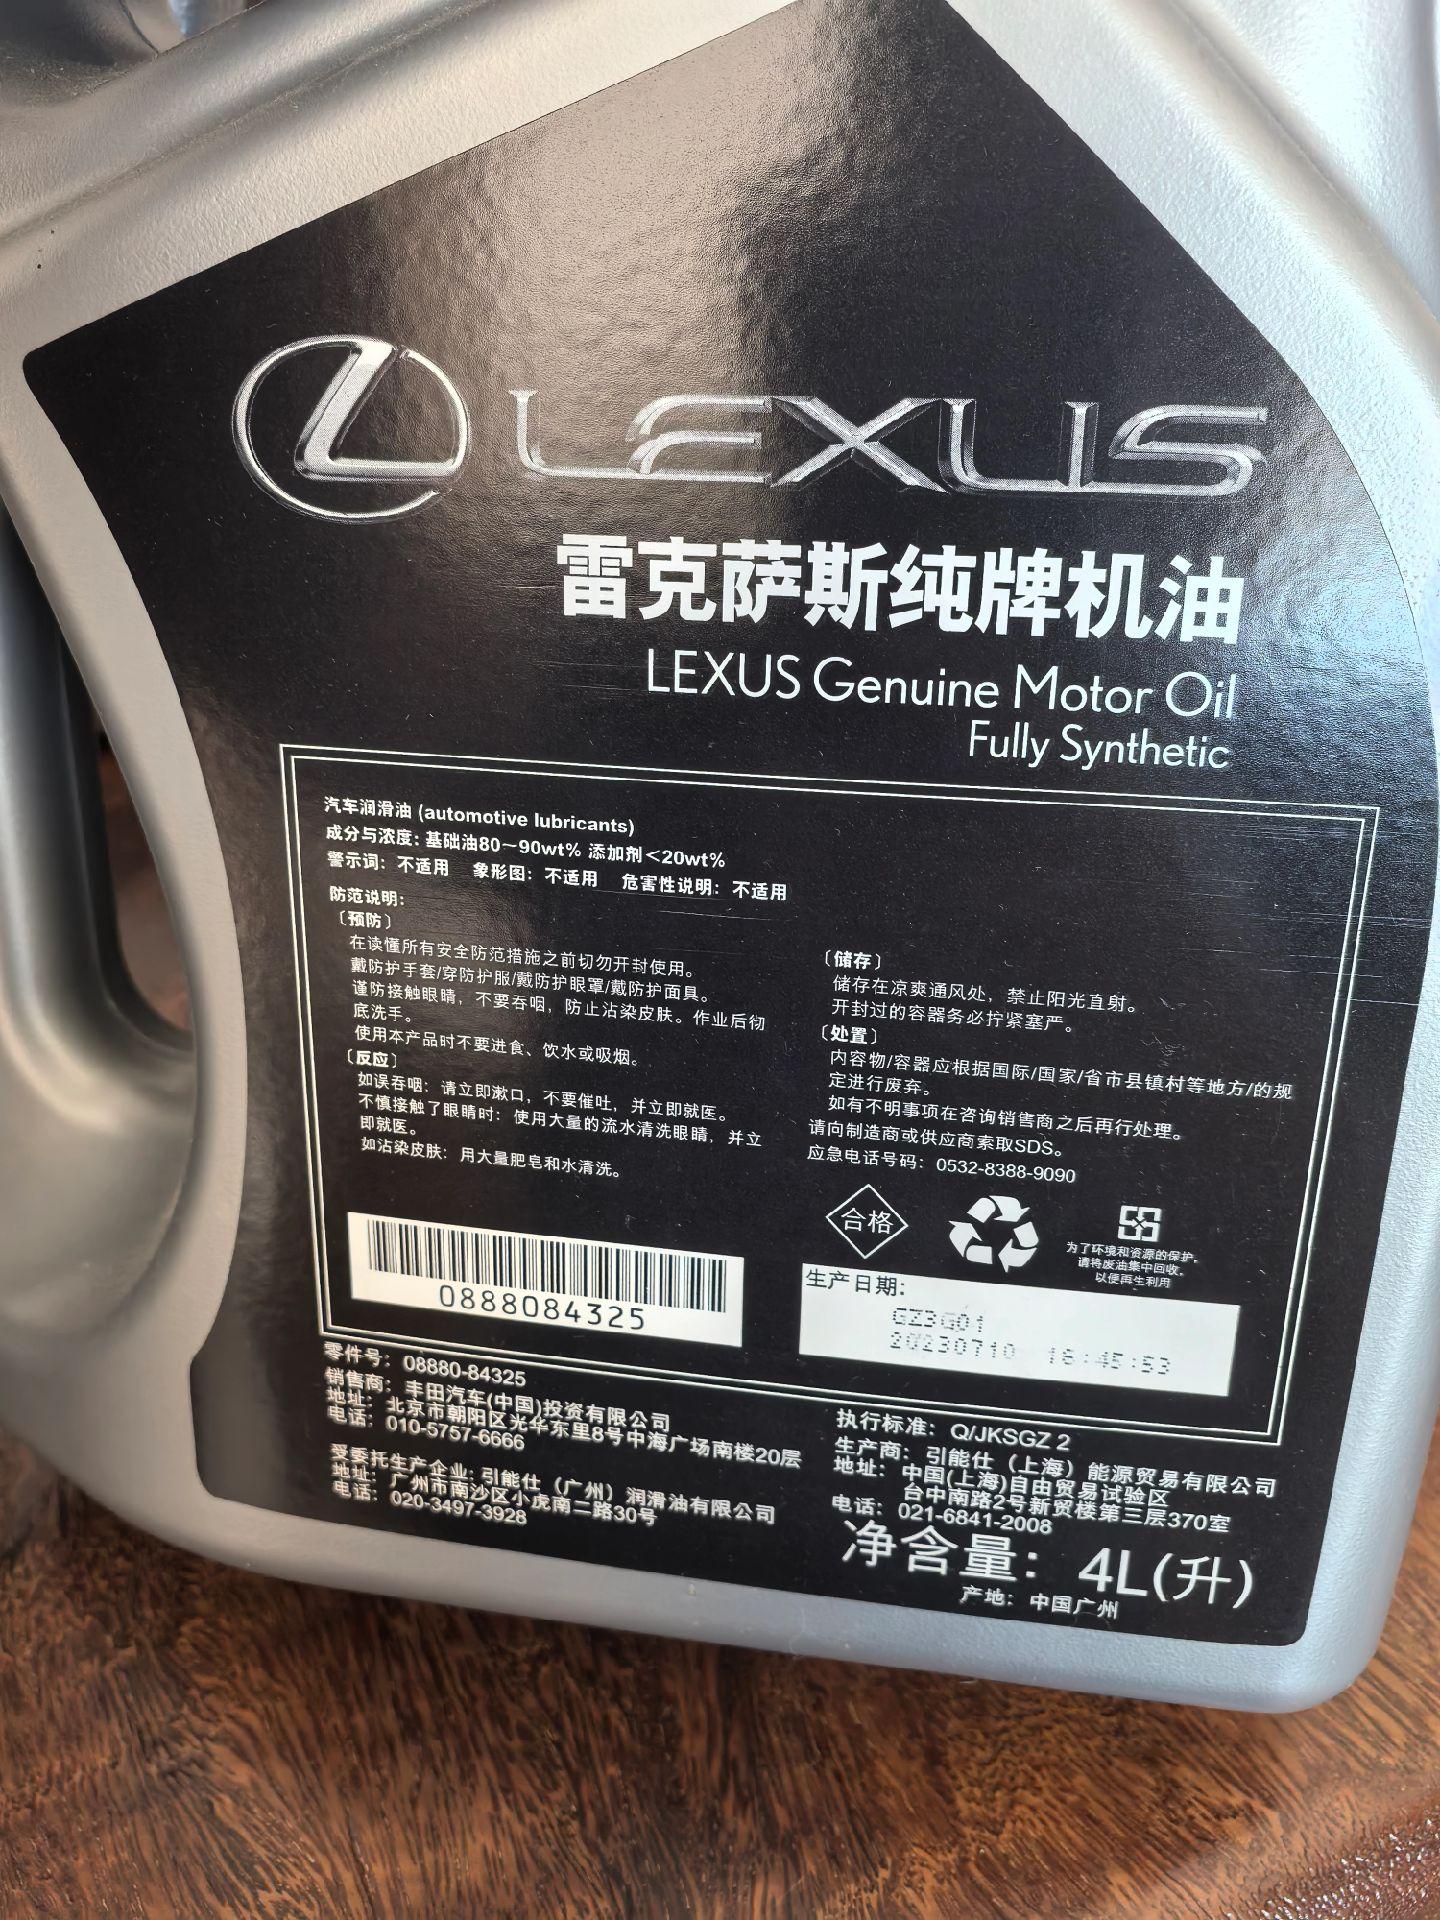 LEXUS
雷克萨斯纯牌机油
LEXUS Genuine Motor Oil
Fully Synthetic
汽车润滑油 (automotive lubricants)
成分与浓度: 基础油80～90wt% 添加剂＜20wt%
警示词: 不适用 象形图: 不适用 危害性说明: 不适用
防范说明:
〔预防〕
在读懂所有安全防范措施之前切勿开封使用。
戴防护手套/穿防护服/戴防护眼罩/戴防护面具。
谨防接触眼睛，不要吞咽，防止沾染皮肤。作业后彻
底洗手。
使用本产品时不要进食、饮水或吸烟。
〔反应〕
如误吞咽: 请立即漱口，不要催吐，并立即就医。
不慎接触了眼睛时: 使用大量的流水清洗眼睛，并立
即就医。
如沾染皮肤: 用大量肥皂和水清洗。
〔储存〕
储存在凉爽通风处，禁止阳光直射。
开封过的容器务必拧紧塞严。
〔处置〕
内容物/容器应根据国际/国家/省市县镇村等地方/的规
定进行废弃。
如有不明事项在咨询销售商之后再行处理。
请向制造商或供应商索取SDS。
应急电话号码: 0532-8388-9090
合格
为了环境和资源的保护，
请将废油集中回收，
以便再生利用
0888084325
生产日期:
GZ3G01
20230710 16:45:53
零件号: 08880-84325
销售商: 丰田汽车(中国)投资有限公司
地址: 北京市朝阳区光华东里8号中海广场南楼20层
电话: 010-5757-6666
受委托生产企业: 引能仕（广州）润滑油有限公司
地址: 广州市南沙区小虎南二路30号
电话: 020-3497-3928
执行标准: Q/JKSGZ 2
生产商: 引能仕（上海）能源贸易有限公司
地址: 中国(上海)自由贸易试验区
台中南路2号新贸楼第三层370室
电话: 021-6841-2008
净含量: 4L(升)
产地: 中国广州